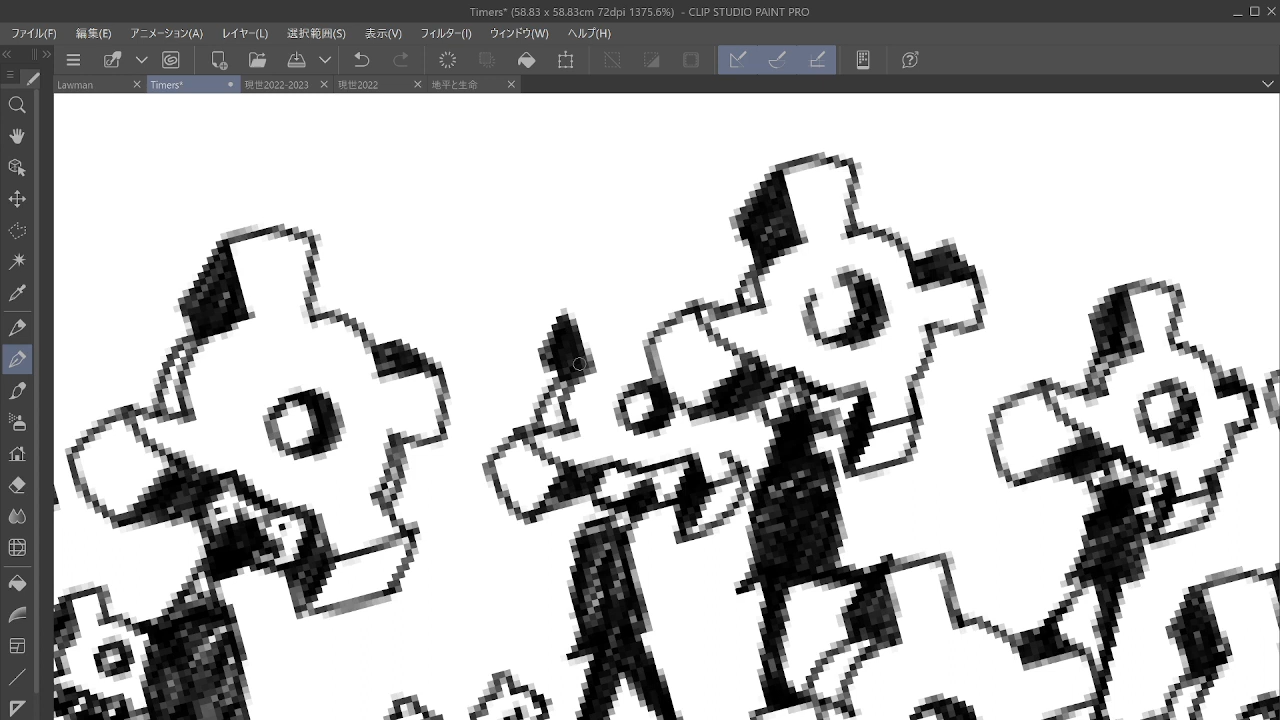 Timers* (58.83 x 58.83cm 72dpi 1375.6%) - CLIP STUDIO PAINT PRO
ファイル(F) 編集(E) アニメーション(A) レイヤー(L) 選択範囲(S) 表示(V) フィルター(I) ウィンドウ(W) ヘルプ(H)
Lawman Timers* 現世2022-2023 現世2022 地平と生命